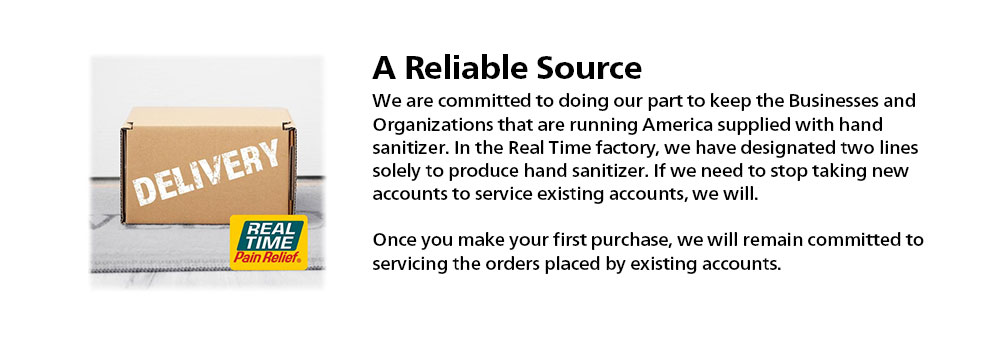 DELIVERY
REAL
TIME
Pain Relief®
A Reliable Source
We are committed to doing our part to keep the Businesses and
Organizations that are running America supplied with hand
sanitizer. In the Real Time factory, we have designated two lines
solely to produce hand sanitizer. If we need to stop taking new
accounts to service existing accounts, we will.
Once you make your first purchase, we will remain committed to
servicing the orders placed by existing accounts.